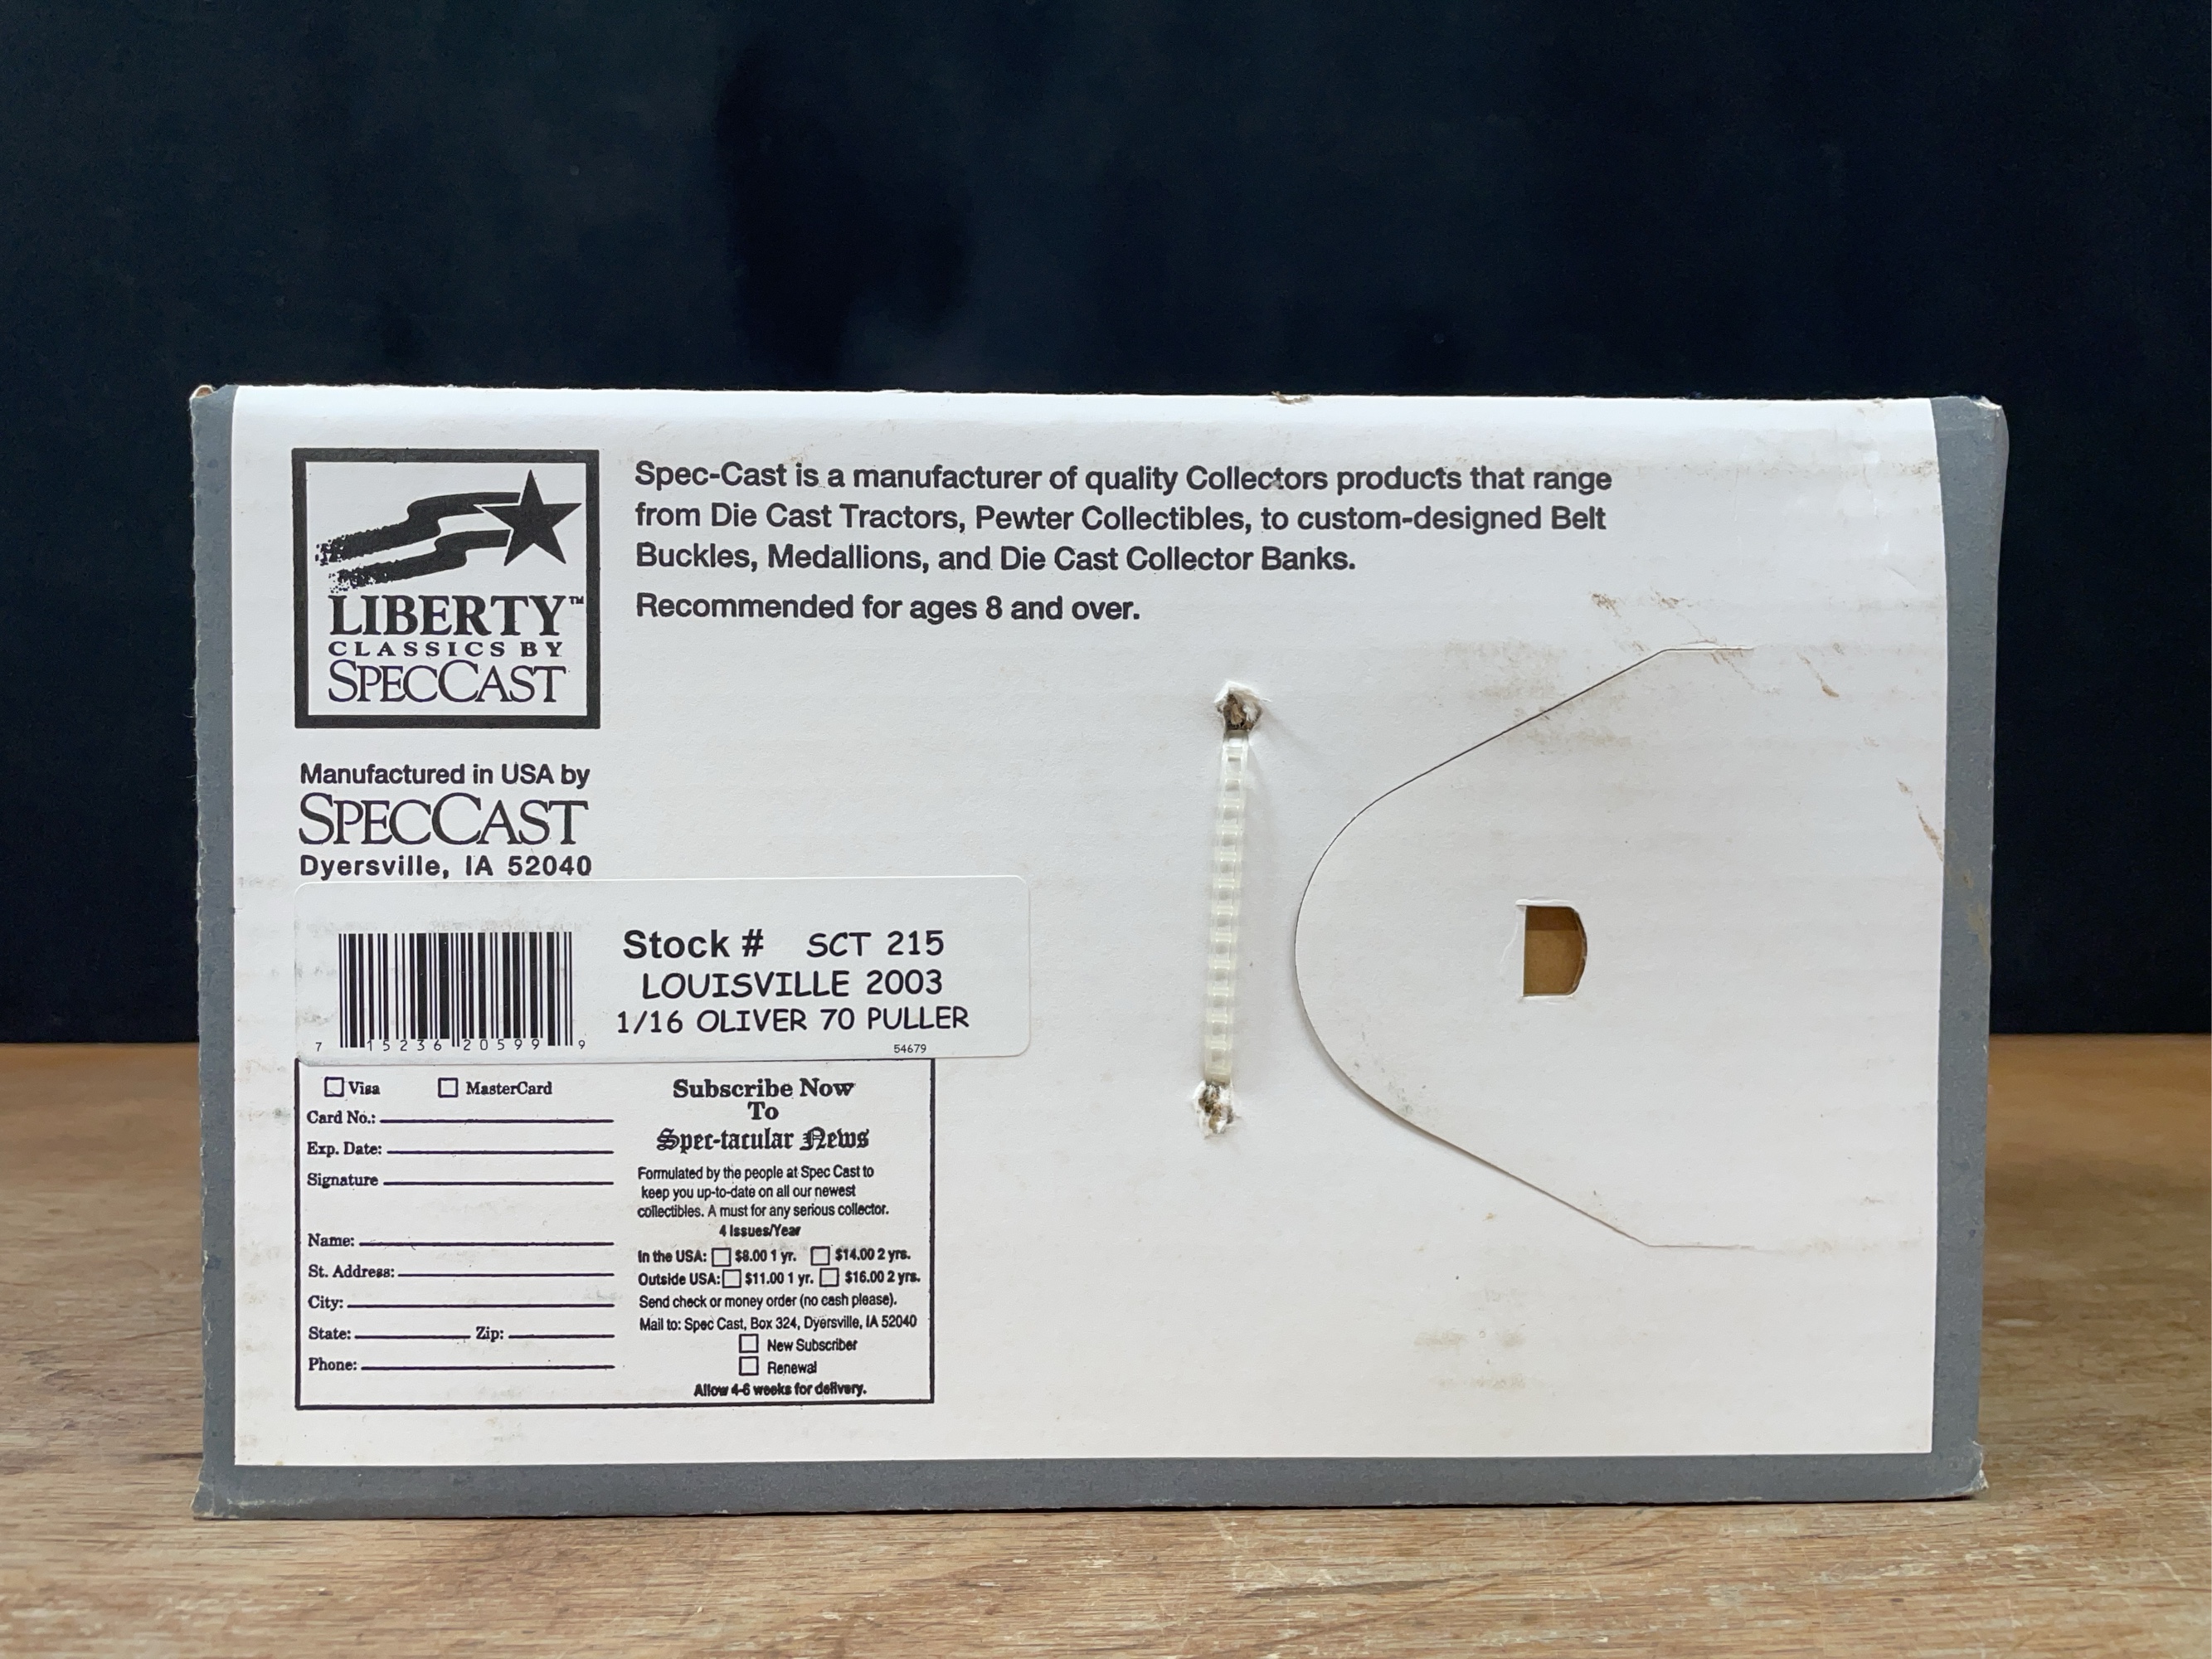 LIBERTY™
CLASSICS BY
SPECCAST
Spec-Cast is a manufacturer of quality Collectors products that range
from Die Cast Tractors, Pewter Collectibles, to custom-designed Belt
Buckles, Medallions, and Die Cast Collector Banks.
Recommended for ages 8 and over.
Manufactured in USA by
SPECCAST
Dyersville, IA 52040
Stock # SCT 215
LOUISVILLE 2003
1/16 OLIVER 70 PULLER
54679
7 15236 20599 9
Visa MasterCard
Card No.:
Exp. Date:
Signature
Name:
St. Address:
City:
State: Zip:
Phone:
Subscribe Now
To
Spec-tacular News
Formulated by the people at Spec Cast to
keep you up-to-date on all our newest
collectibles. A must for any serious collector.
4 Issues/Year
In the USA: $8.00 1 yr. $14.00 2 yrs.
Outside USA: $11.00 1 yr. $16.00 2 yrs.
Send check or money order (no cash please).
Mail to: Spec Cast, Box 324, Dyersville, IA 52040
New Subscriber
Renewal
Allow 4-6 weeks for delivery.